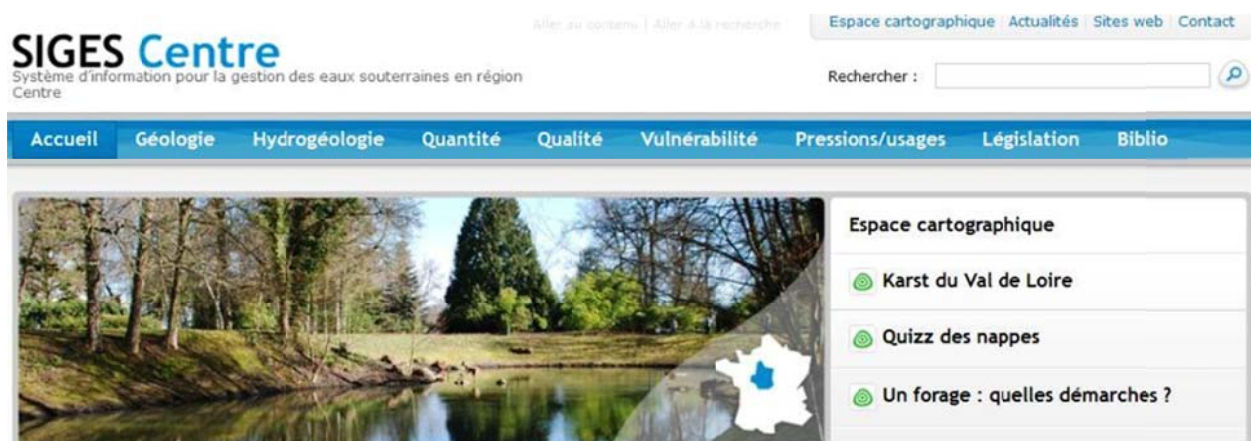 Aller au contenu | Aller à la recherche
Espace cartographique Actualités Sites web Contact
SIGES Centre
Système d'information pour la gestion des eaux souterraines en région
Centre
Rechercher :
Accueil Géologie Hydrogéologie Quantité Qualité Vulnérabilité Pressions/usages Législation Biblio
Espace cartographique
Karst du Val de Loire
Quizz des nappes
Un forage : quelles démarches ?